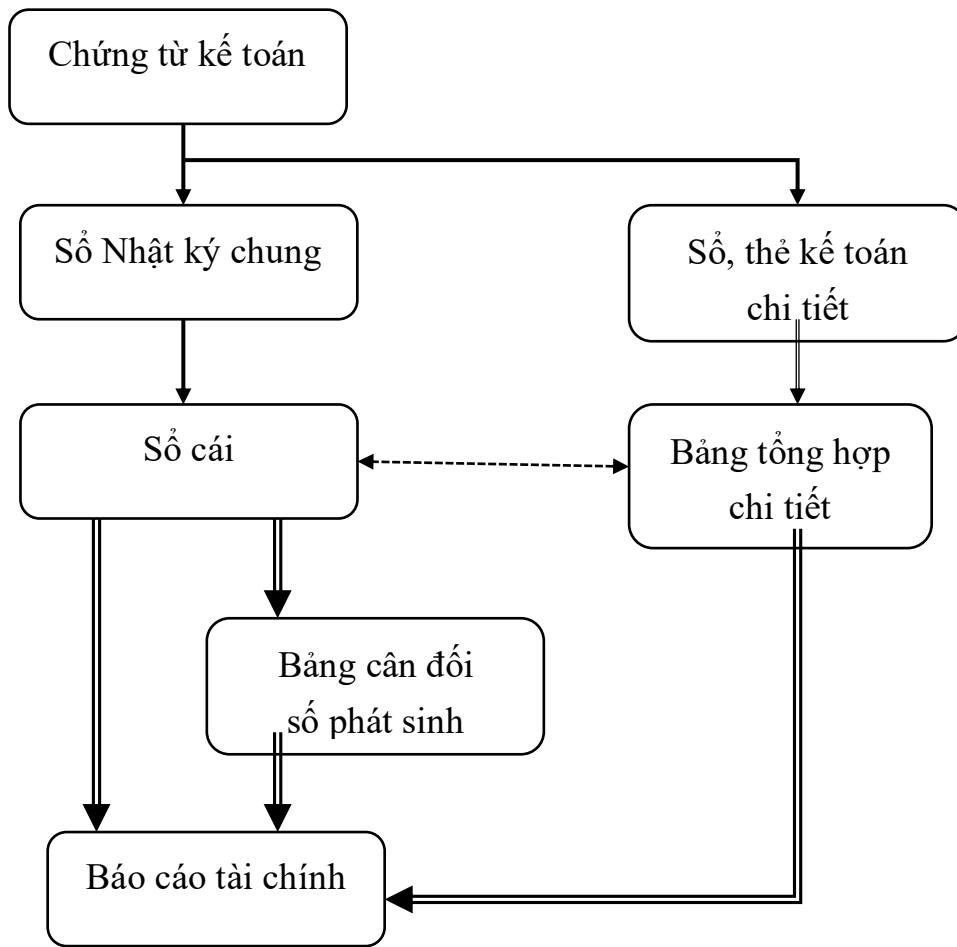 Chứng từ kế toán
Sổ Nhật ký chung
Sổ, thẻ kế toán
chi tiết
Sổ cái
Bảng tổng hợp
chi tiết
Bảng cân đối
số phát sinh
Báo cáo tài chính